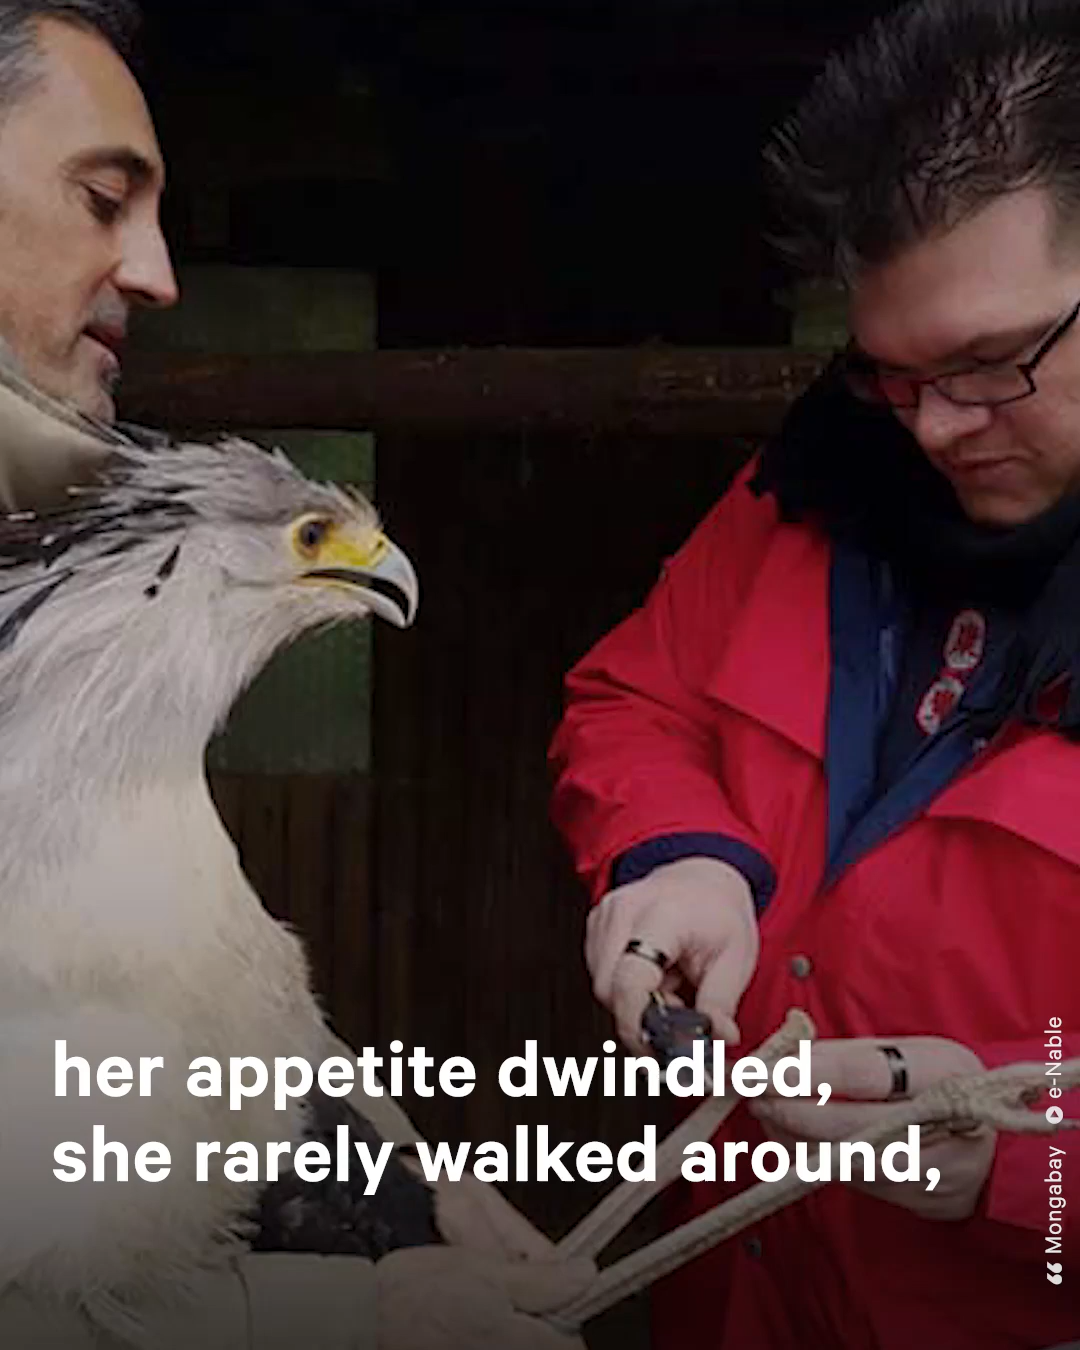 her appetite dwindled,
she rarely walked around,
Mongabay e-Nable